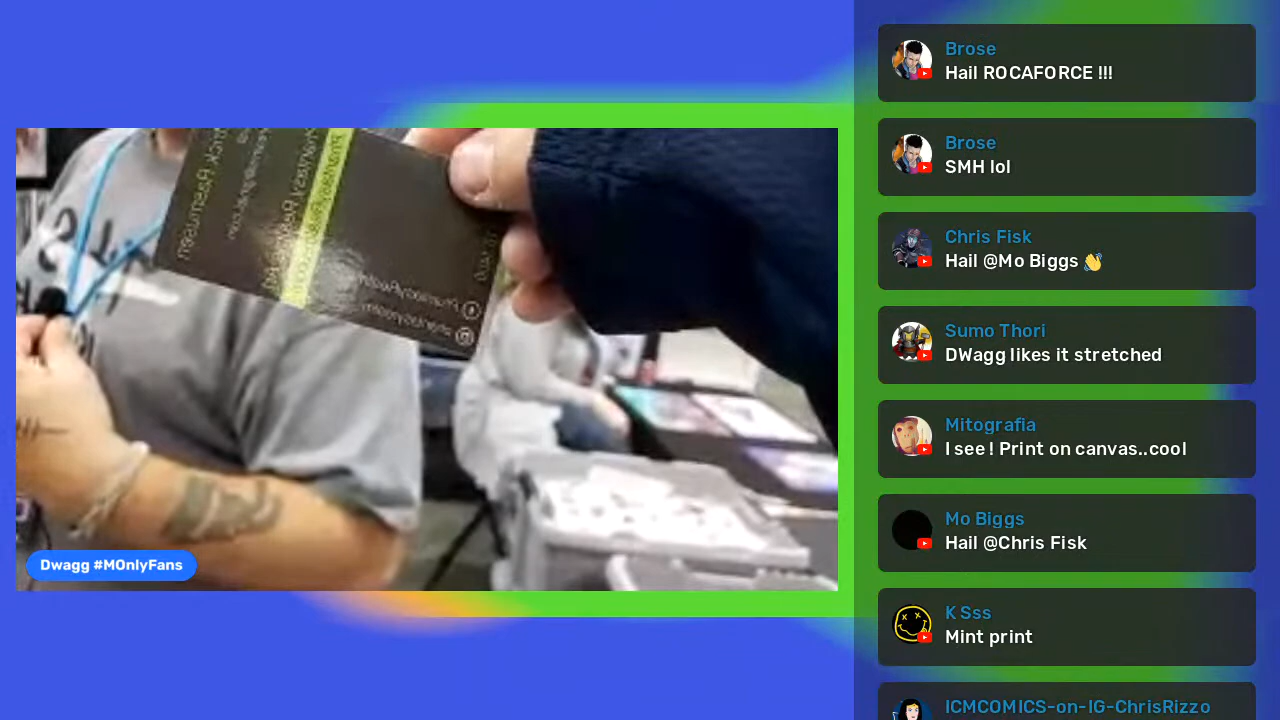 Brose
Hail ROCAFORCE !!!
Brose
SMH lol
Chris Fisk
Hail @Mo Biggs 👋
Sumo Thori
DWagg likes it stretched
Mitografia
I see ! Print on canvas..cool
Mo Biggs
Hail @Chris Fisk
K Sss
Mint print
ICMCOMICS-on-IG-ChrisRizzo
Dwagg #MOnlyFans